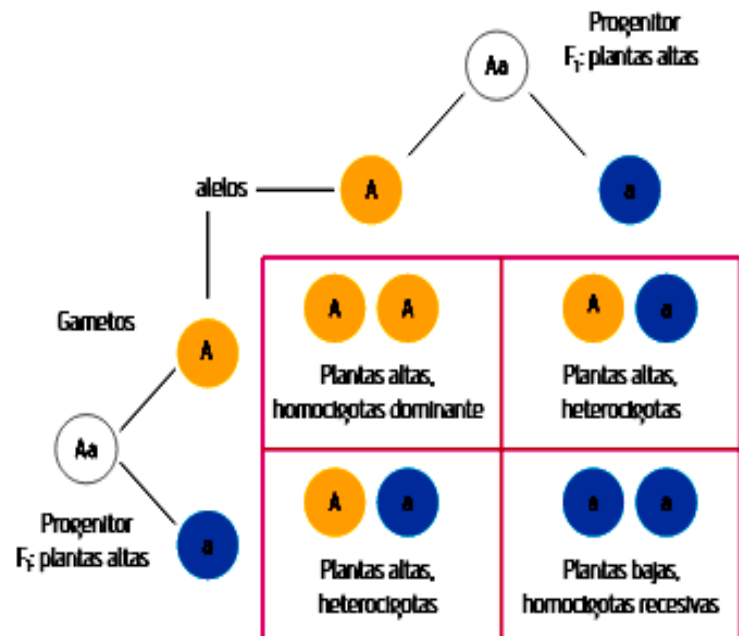 Progenitor
F₁: plantas altas
Aa
alelos
A
a
Gametos
A
A A
Plantas altas,
homocigotas dominante
A a
Plantas altas,
heterocigotas
Aa
Progenitor
F₁: plantas altas
a
A a
Plantas altas,
heterocigotas
a a
Plantas bajas,
homocigotas recesivas